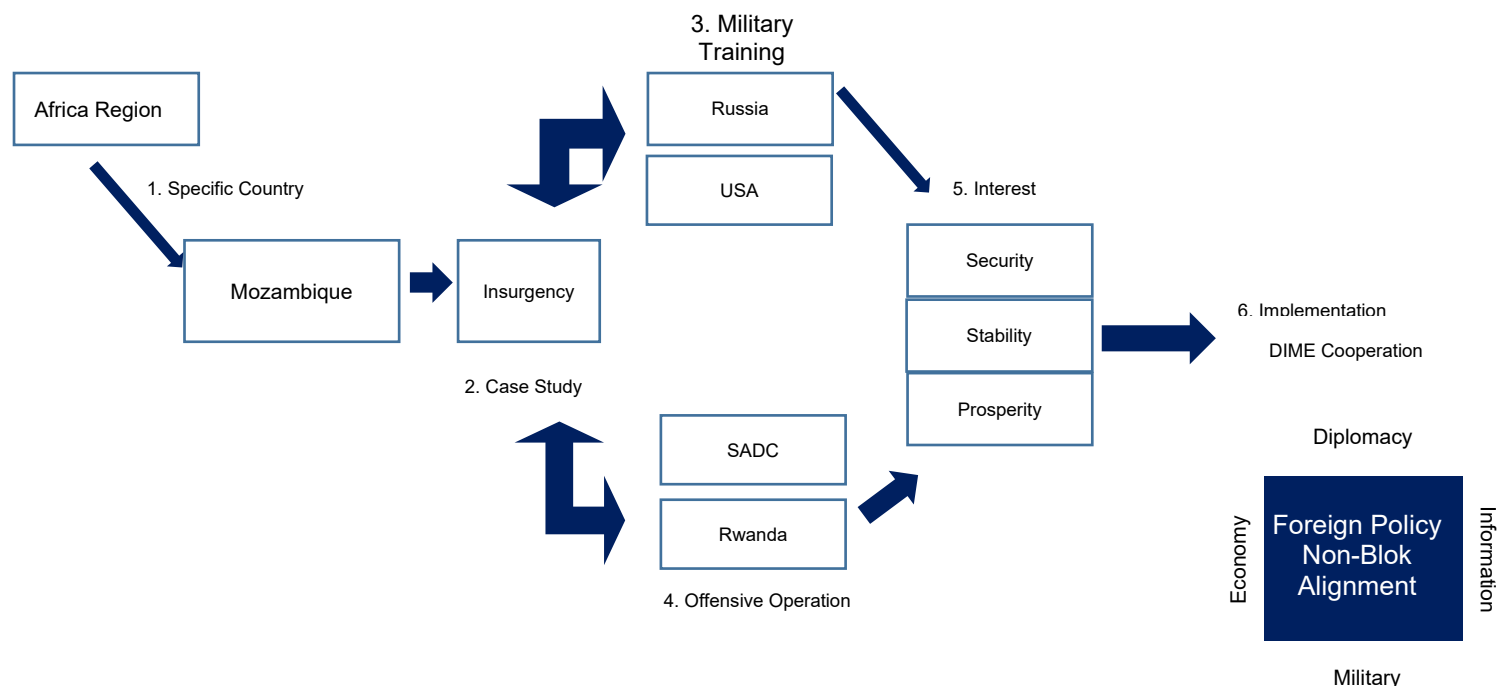 3. Military
Training
Africa Region
Russia
1. Specific Country
USA
5. Interest
Mozambique
Insurgency
Security
Stability
Prosperity
6. Implementation
DIME Cooperation
2. Case Study
SADC
Rwanda
4. Offensive Operation
Diplomacy
Economy
Foreign Policy
Non-Blok
Alignment
Information
Military